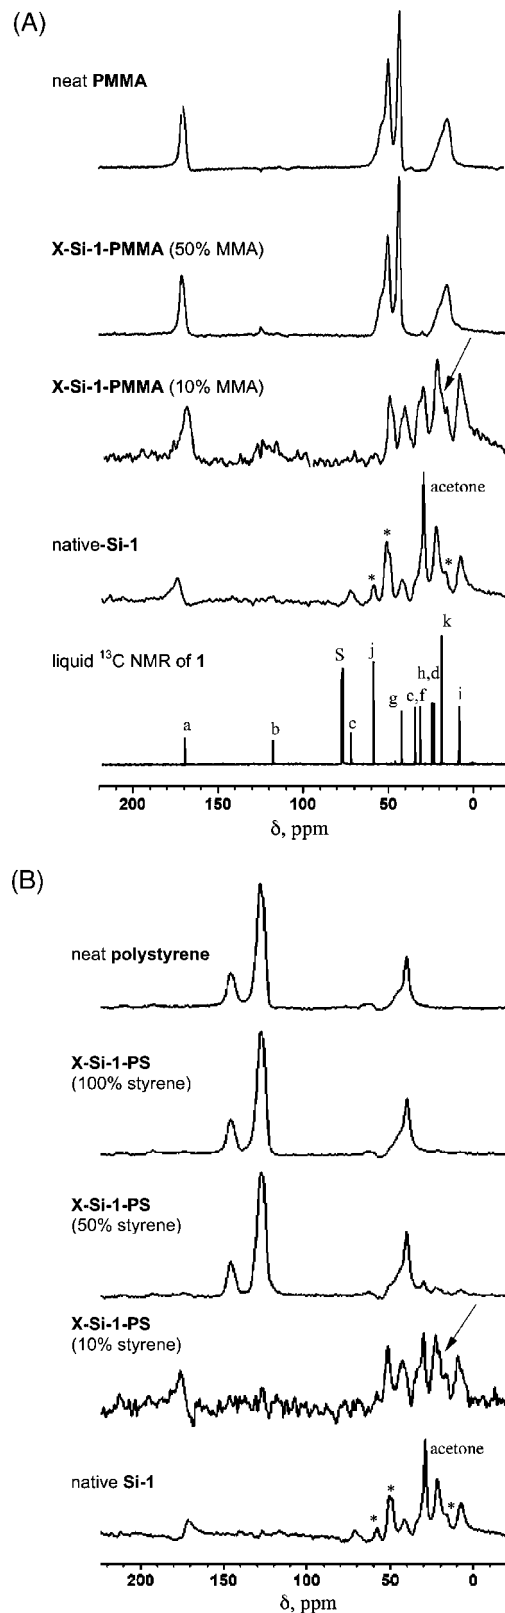 (A)
neat PMMA
X-Si-1-PMMA (50% MMA)
X-Si-1-PMMA (10% MMA)
acetone
native-Si-1
*
*
*
liquid ¹³C NMR of 1
a
b
S
c
j
g
c,f
h,d
k
i
200
150
100
50
0
δ, ppm
(B)
neat polystyrene
X-Si-1-PS
(100% styrene)
X-Si-1-PS
(50% styrene)
X-Si-1-PS
(10% styrene)
acetone
native Si-1
*
*
*
200
150
100
50
0
δ, ppm